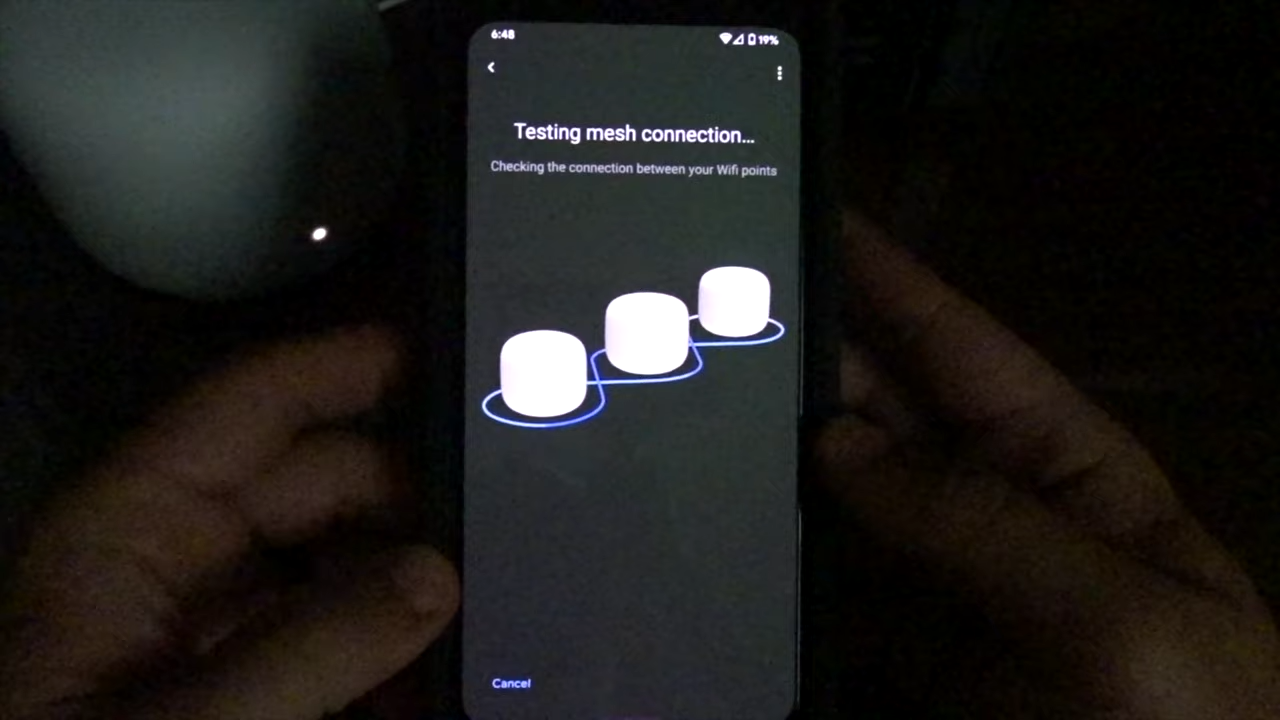 6:48
19%
Testing mesh connection...
Checking the connection between your Wifi points
Cancel